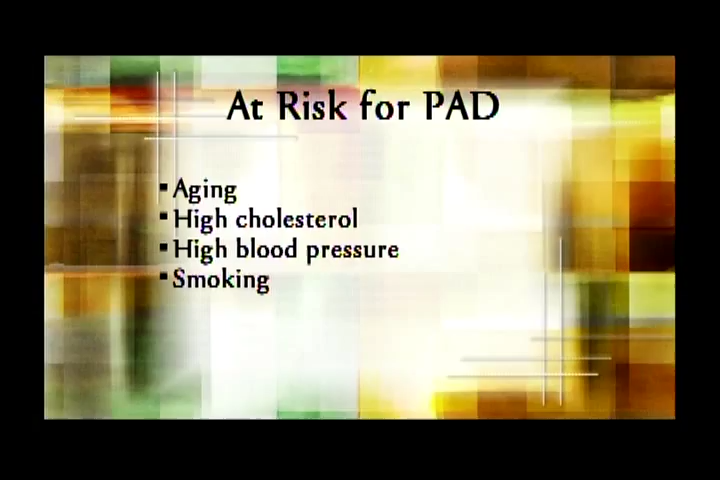 At Risk for PAD
▪Aging
▪High cholesterol
▪High blood pressure
▪Smoking